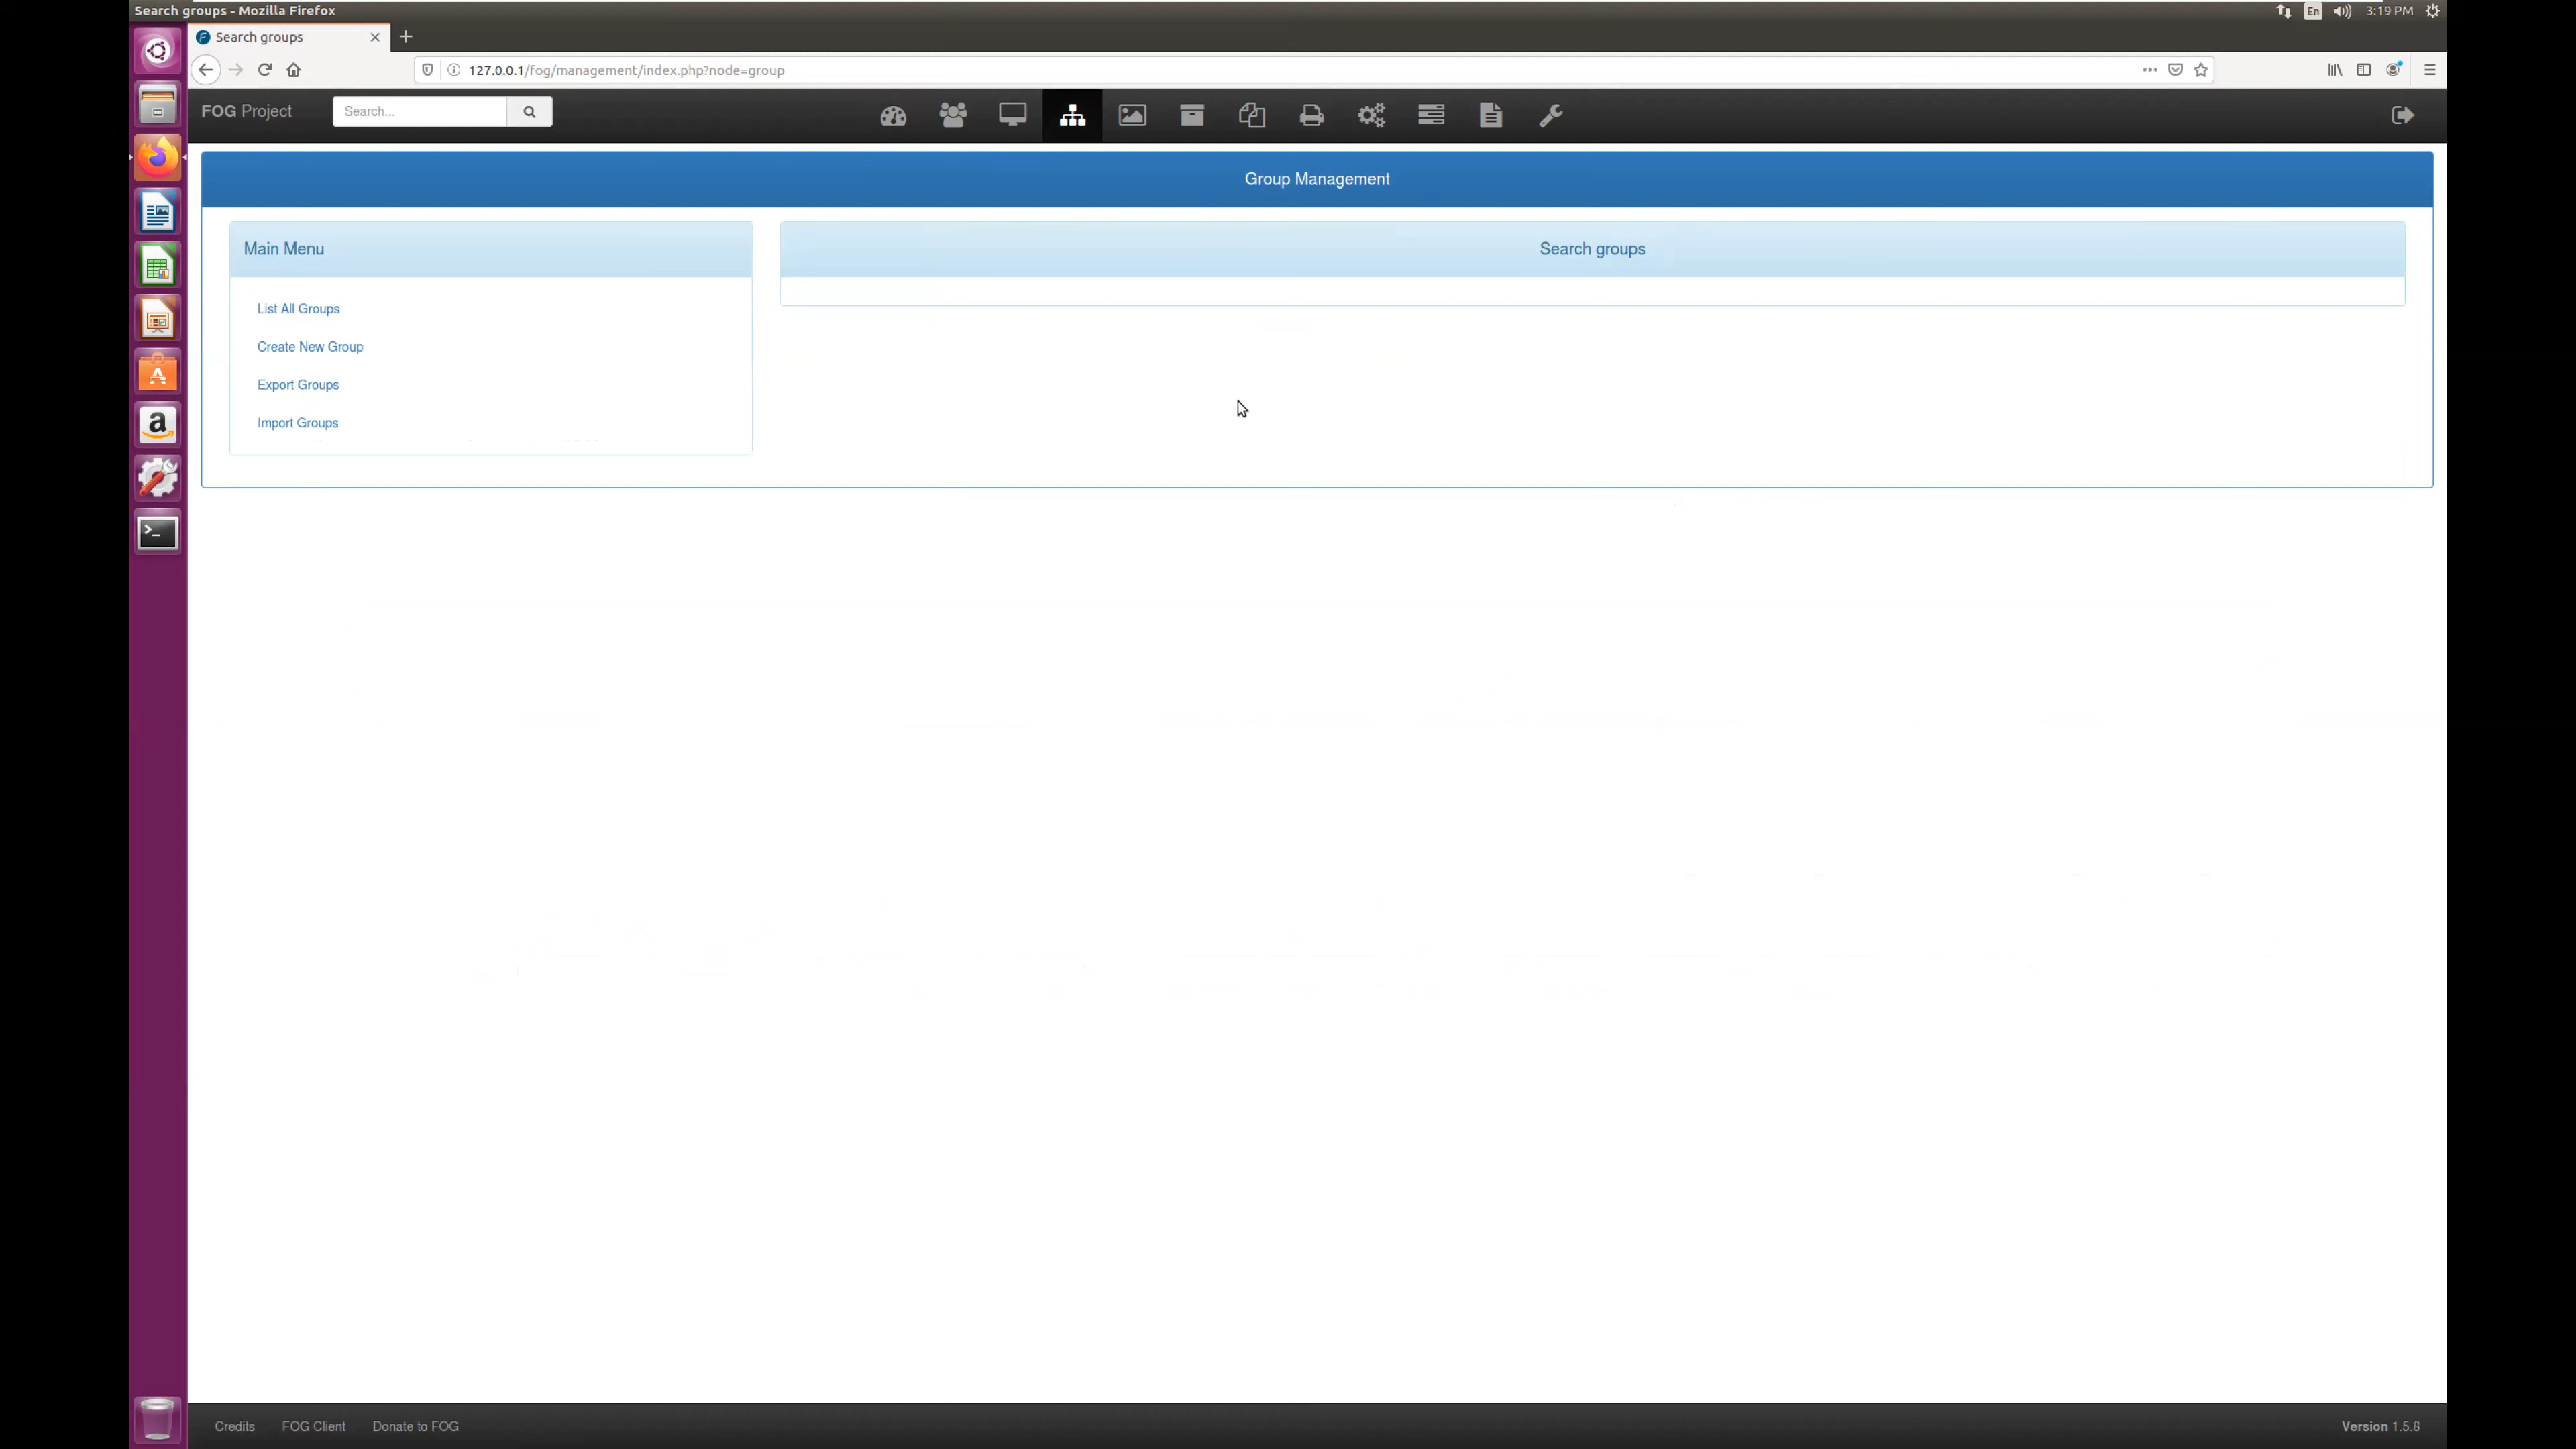 Search groups - Mozilla Firefox
En
3:19 PM
Search groups
127.0.0.1/fog/management/index.php?node=group
FOG Project
Search...
Group Management
Main Menu
Search groups
List All Groups
Create New Group
Export Groups
Import Groups
Credits
FOG Client
Donate to FOG
Version 1.5.8